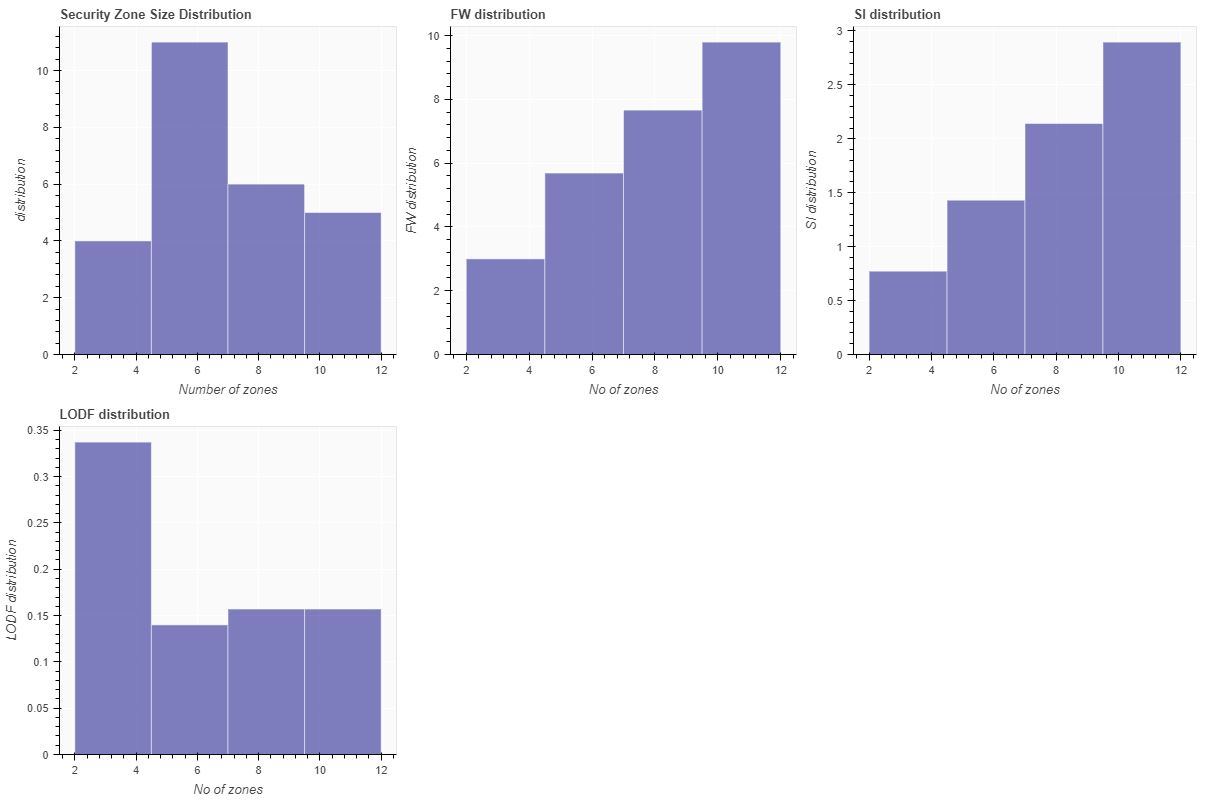 Security Zone Size Distribution
10
8
6
4
2
0
distribution
2 4 6 8 10 12
Number of zones
FW distribution
10
8
6
4
2
0
FW distribution
2 4 6 8 10 12
No of zones
SI distribution
3
2.5
2
1.5
1
0.5
0
SI distribution
2 4 6 8 10 12
No of zones
LODF distribution
0.35
0.3
0.25
0.2
0.15
0.1
0.05
0
LODF distribution
2 4 6 8 10 12
No of zones